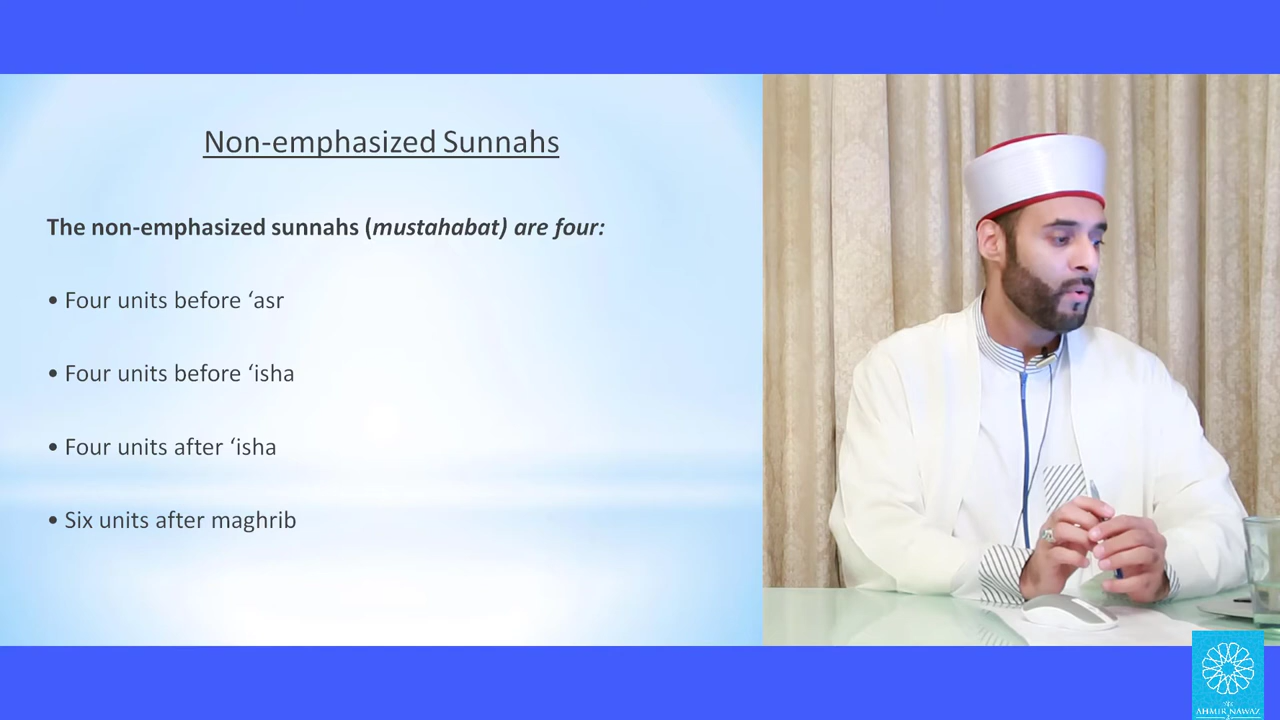 Non-emphasized Sunnahs
The non-emphasized sunnahs (mustahabat) are four:
• Four units before ‘asr
• Four units before ‘isha
• Four units after ‘isha
• Six units after maghrib
AHMIR NAWAZ